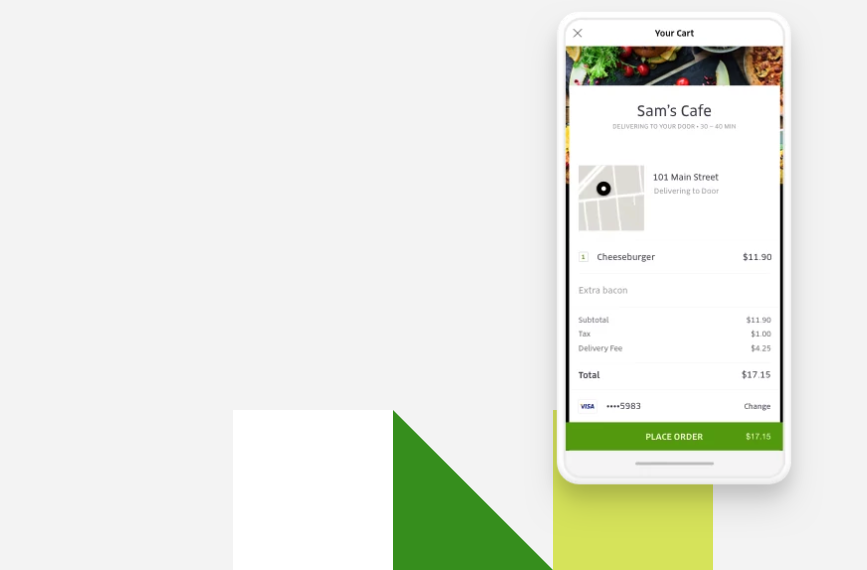 Your Cart
Sam's Cafe
DELIVERING TO YOUR DOOR • 30 – 40 MIN
101 Main Street
Delivering to Door
1 Cheeseburger $11.90
Extra bacon
Subtotal $11.90
Tax $1.00
Delivery Fee $4.25
Total $17.15
VISA ••••5983 Change
PLACE ORDER $17.15